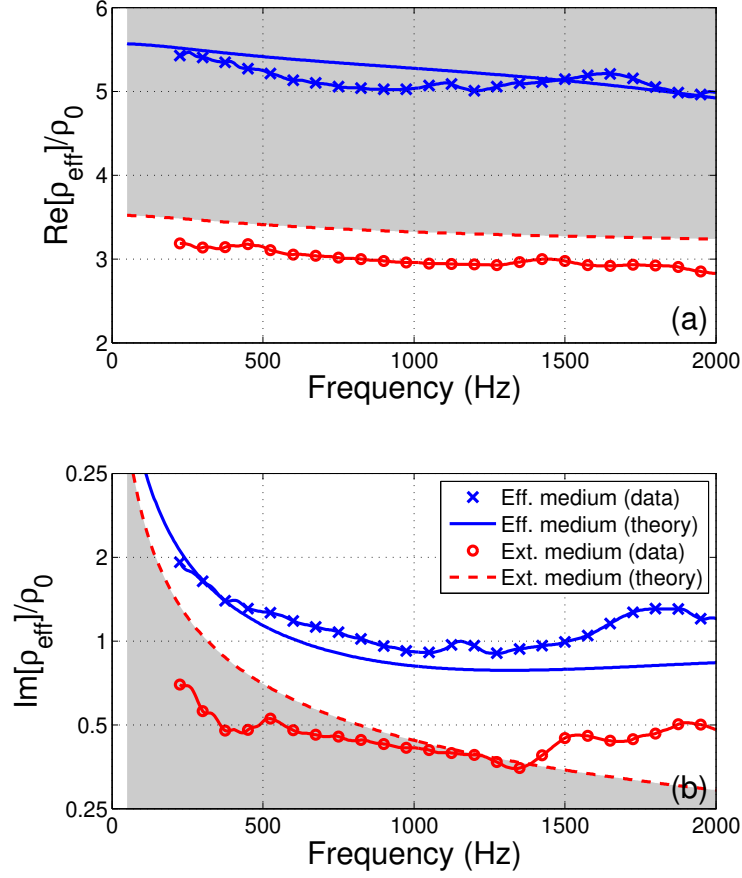 6
5
4
3
2
Re[ρeff]/ρ0
0 500 1000 1500 2000
Frequency (Hz)
(a)
0.25
2
1
0.5
0.25
Im[ρeff]/ρ0
Eff. medium (data)
Eff. medium (theory)
Ext. medium (data)
Ext. medium (theory)
(b)
0 500 1000 1500 2000
Frequency (Hz)